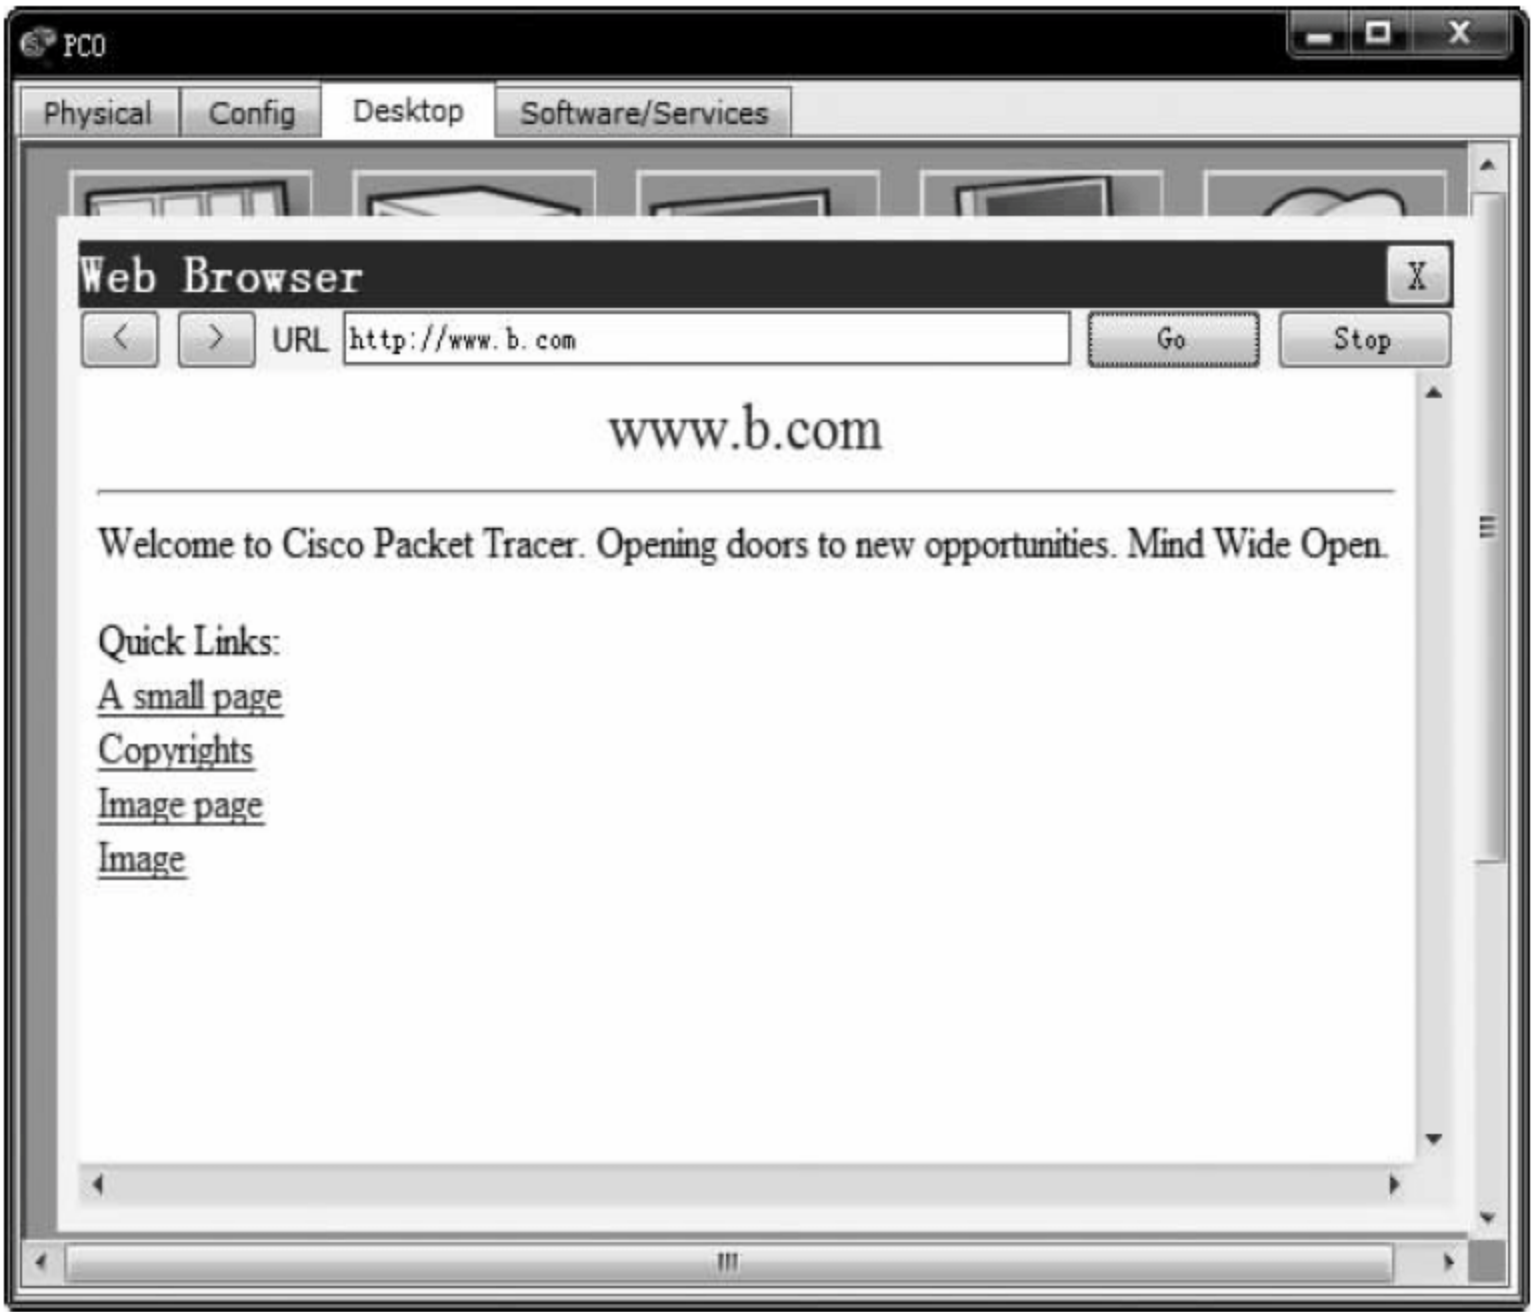 PC0
Physical Config Desktop Software/Services
Web Browser X
< > URL http://www.b.com Go Stop
www.b.com
Welcome to Cisco Packet Tracer. Opening doors to new opportunities. Mind Wide Open.
Quick Links:
A small page
Copyrights
Image page
Image